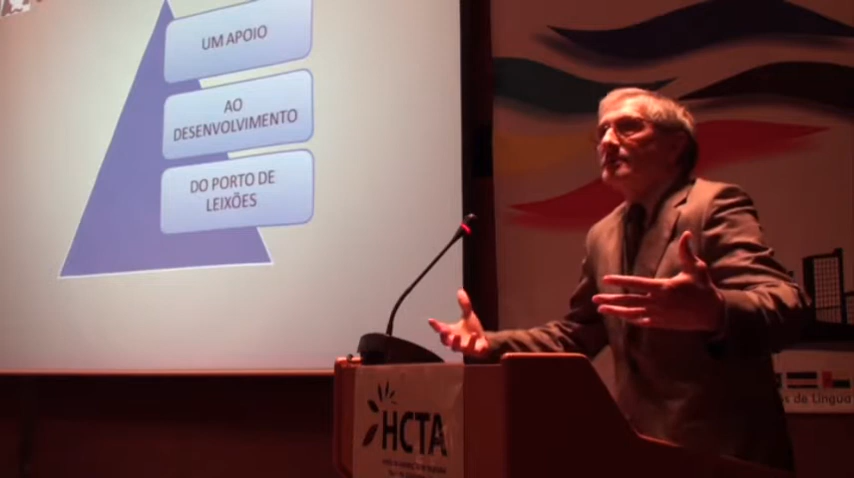 UM APOIO
AO
DESENVOLVIMENTO
DO PORTO DE
LEIXÕES
HCTA
de Língua